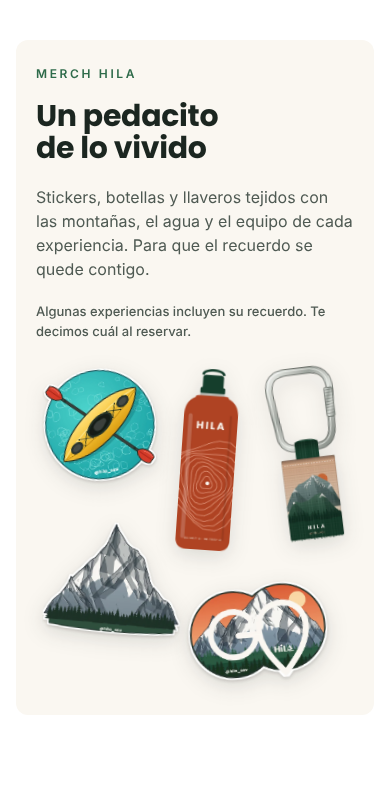 MERCH HILA
Un pedacito
de lo vivido
Stickers, botellas y llaveros tejidos con
las montañas, el agua y el equipo de cada
experiencia. Para que el recuerdo se
quede contigo.
Algunas experiencias incluyen su recuerdo. Te
decimos cuál al reservar.
HILA
HILA
GO
HILA